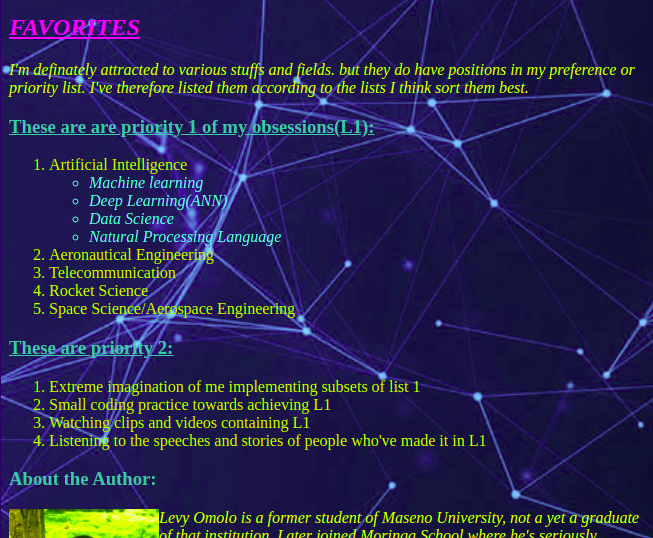 FAVORITES
I'm definately attracted to various stuffs and fields. but they do have positions in my preference or
priority list. I've therefore listed them according to the lists I think sort them best.
These are are priority 1 of my obsessions(L1):
1. Artificial Intelligence
Machine learning
Deep Learning(ANN)
Data Science
Natural Processing Language
2. Aeronautical Engineering
3. Telecommunication
4. Rocket Science
5. Space Science/Aerospace Engineering
These are priority 2:
1. Extreme imagination of me implementing subsets of list 1
2. Small coding practice towards achieving L1
3. Watching clips and videos containing L1
4. Listening to the speeches and stories of people who've made it in L1
About the Author:
Levy Omolo is a former student of Maseno University, not a yet a graduate
of that institution. Later joined Moringa School where he's seriously